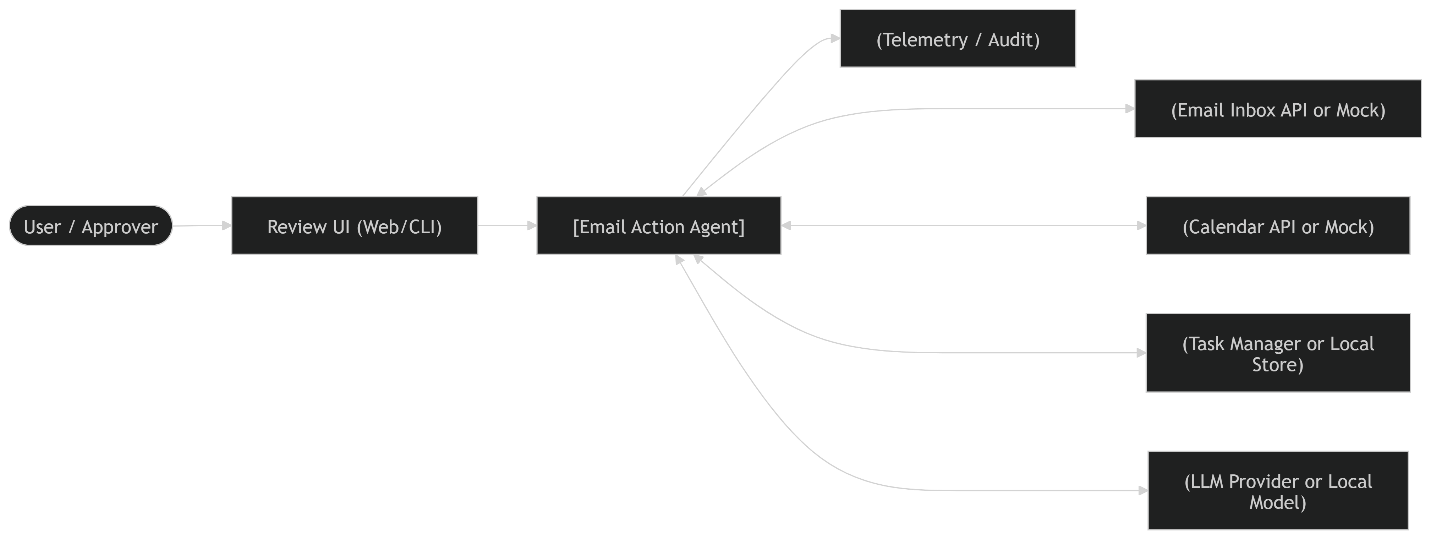 (Telemetry / Audit)
(Email Inbox API or Mock)
User / Approver
Review UI (Web/CLI)
[Email Action Agent]
(Calendar API or Mock)
(Task Manager or Local
Store)
(LLM Provider or Local
Model)